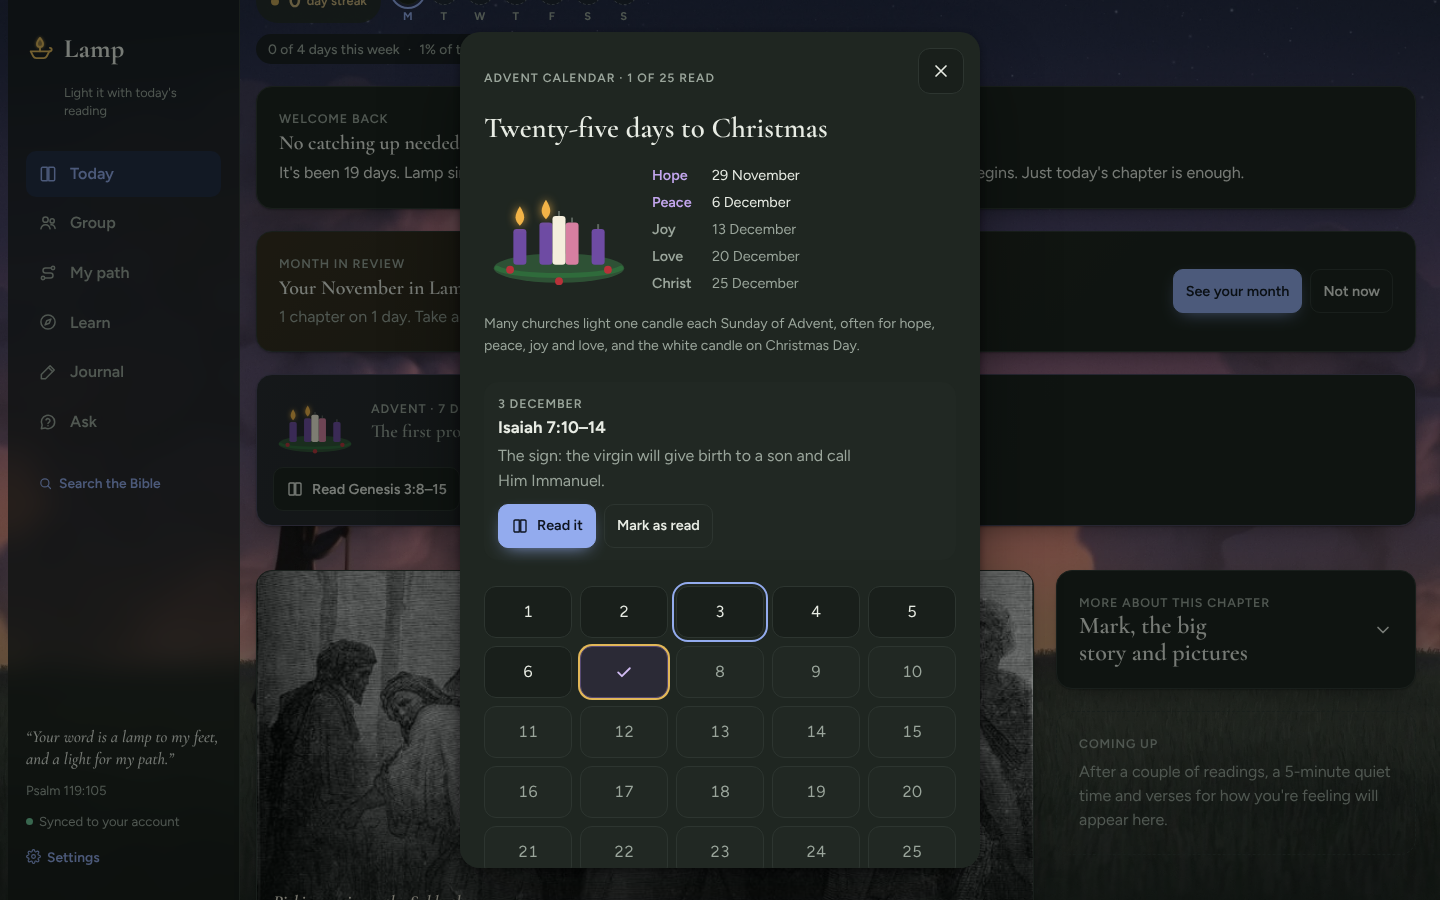 Lamp
Light it with today's
reading
Today
Group
My path
Learn
Journal
Ask
Search the Bible
“Your word is a lamp to my feet,
and a light for my path.”
Psalm 119:105
Synced to your account
Settings
0 day streak
M T W T F S S
0 of 4 days this week · 1% of t
WELCOME BACK
No catching up needed
It's been 19 days. Lamp si
egins. Just today's chapter is enough.
MONTH IN REVIEW
Your November in Lam
1 chapter on 1 day. Take a
See your month
Not now
ADVENT · 7 D
The first pro
Read Genesis 3:8–15
ADVENT CALENDAR · 1 OF 25 READ
Twenty-five days to Christmas
Hope 29 November
Peace 6 December
Joy 13 December
Love 20 December
Christ 25 December
Many churches light one candle each Sunday of Advent, often for hope,
peace, joy and love, and the white candle on Christmas Day.
3 DECEMBER
Isaiah 7:10–14
The sign: the virgin will give birth to a son and call
Him Immanuel.
Read it
Mark as read
1 2 3 4 5
6 8 9 10
11 12 13 14 15
16 17 18 19 20
21 22 23 24 25
MORE ABOUT THIS CHAPTER
Mark, the big
story and pictures
COMING UP
After a couple of readings, a 5-minute quiet
time and verses for how you're feeling will
appear here.